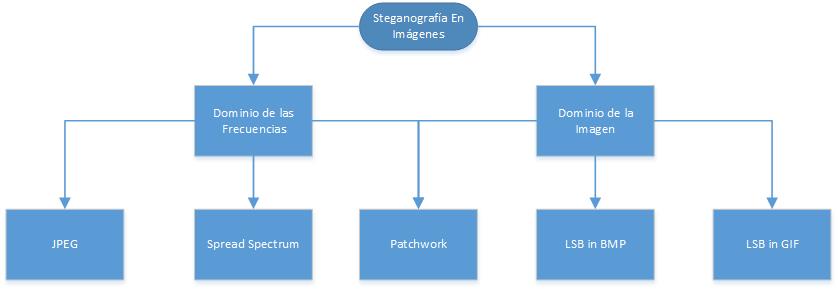 Steganografía En
Imágenes
Dominio de las
Frecuencias
Dominio de la
Imagen
JPEG
Spread Spectrum
Patchwork
LSB in BMP
LSB in GIF